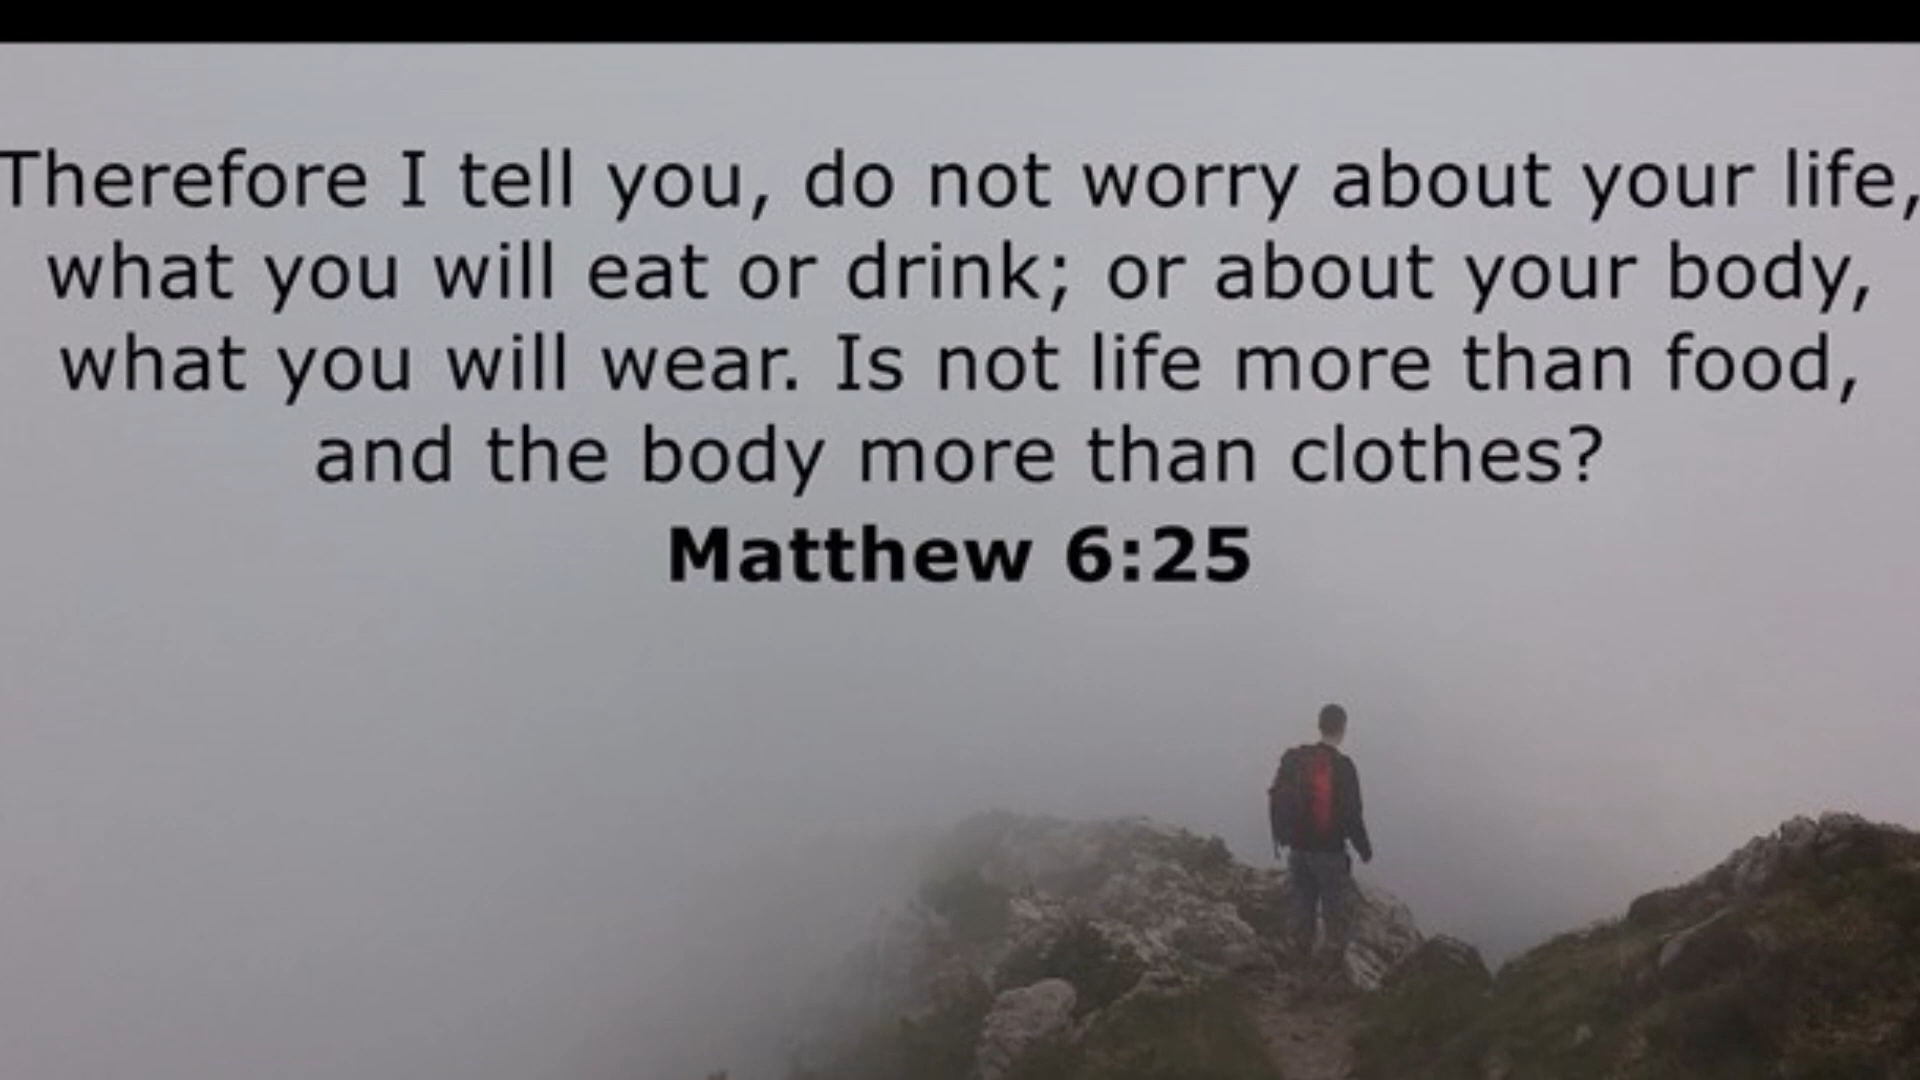 Therefore I tell you, do not worry about your life,
what you will eat or drink; or about your body,
what you will wear. Is not life more than food,
and the body more than clothes?
Matthew 6:25